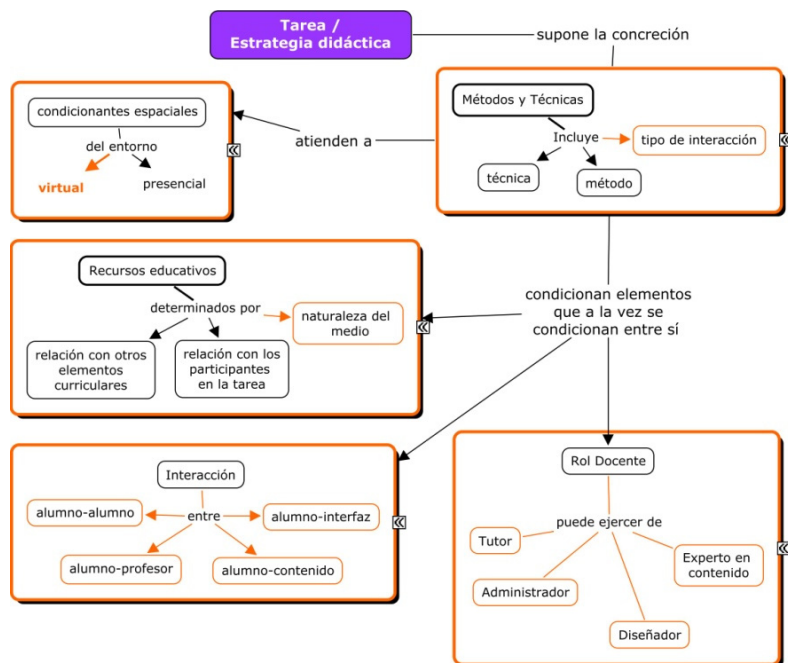 Tarea /
Estrategia didáctica
supone la concreción
condicionantes espaciales
del entorno
virtual
presencial
atienden a
Métodos y Técnicas
Incluye
tipo de interacción
técnica
método
Recursos educativos
determinados por
naturaleza del
medio
relación con otros
elementos
curriculares
relación con los
participantes
en la tarea
condicionan elementos
que a la vez se
condicionan entre sí
Interacción
alumno-alumno
entre
alumno-interfaz
alumno-profesor
alumno-contenido
Rol Docente
puede ejercer de
Tutor
Experto en
contenido
Administrador
Diseñador